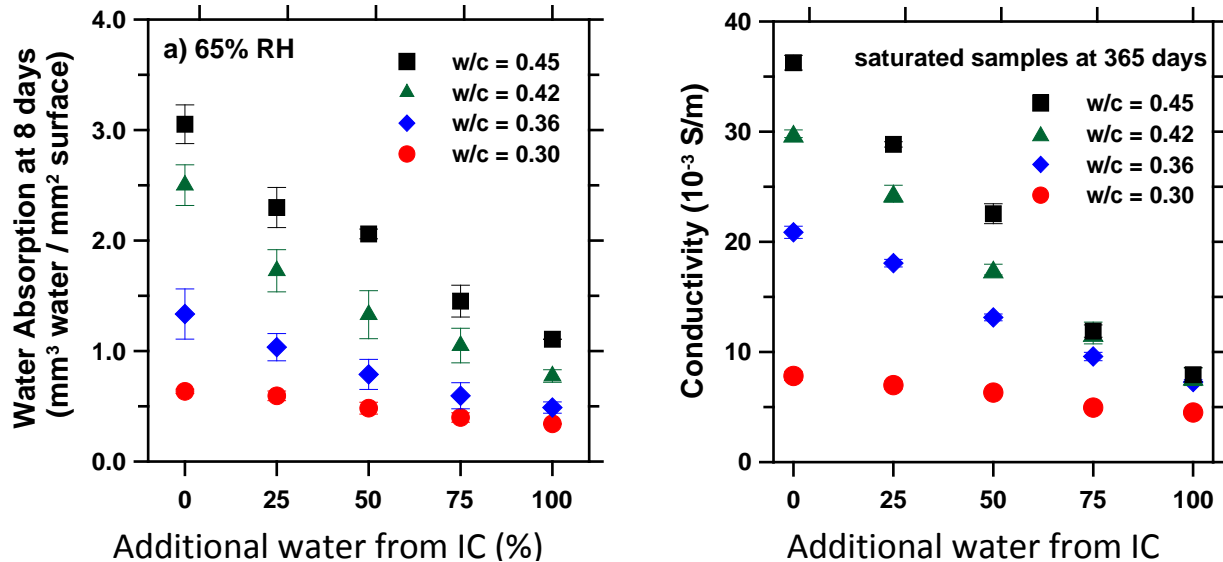 Water Absorption at 8 days
(mm³ water / mm² surface)
4.0
3.0
2.0
1.0
0.0
a) 65% RH
w/c = 0.45
w/c = 0.42
w/c = 0.36
w/c = 0.30
0 25 50 75 100
Additional water from IC (%)
Conductivity (10⁻³ S/m)
40
30
20
10
0
saturated samples at 365 days
w/c = 0.45
w/c = 0.42
w/c = 0.36
w/c = 0.30
0 25 50 75 100
Additional water from IC